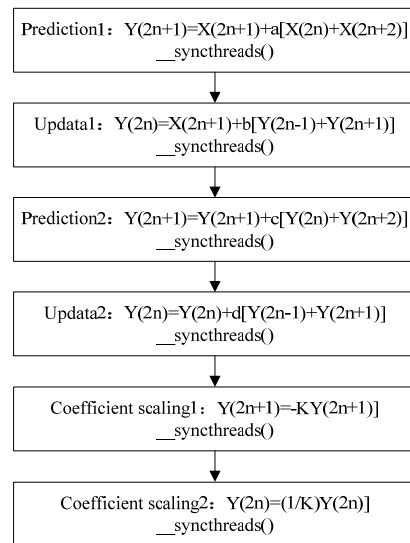 Prediction1：Y(2n+1)=X(2n+1)+a[X(2n)+X(2n+2)]
__syncthreads()
Updata1：Y(2n)=X(2n+1)+b[Y(2n-1)+Y(2n+1)]
__syncthreads()
Prediction2：Y(2n+1)=Y(2n+1)+c[Y(2n)+Y(2n+2)]
__syncthreads()
Updata2：Y(2n)=Y(2n)+d[Y(2n-1)+Y(2n+1)]
__syncthreads()
Coefficient scaling1：Y(2n+1)=-KY(2n+1)]
__syncthreads()
Coefficient scaling2：Y(2n)=(1/K)Y(2n)]
__syncthreads()